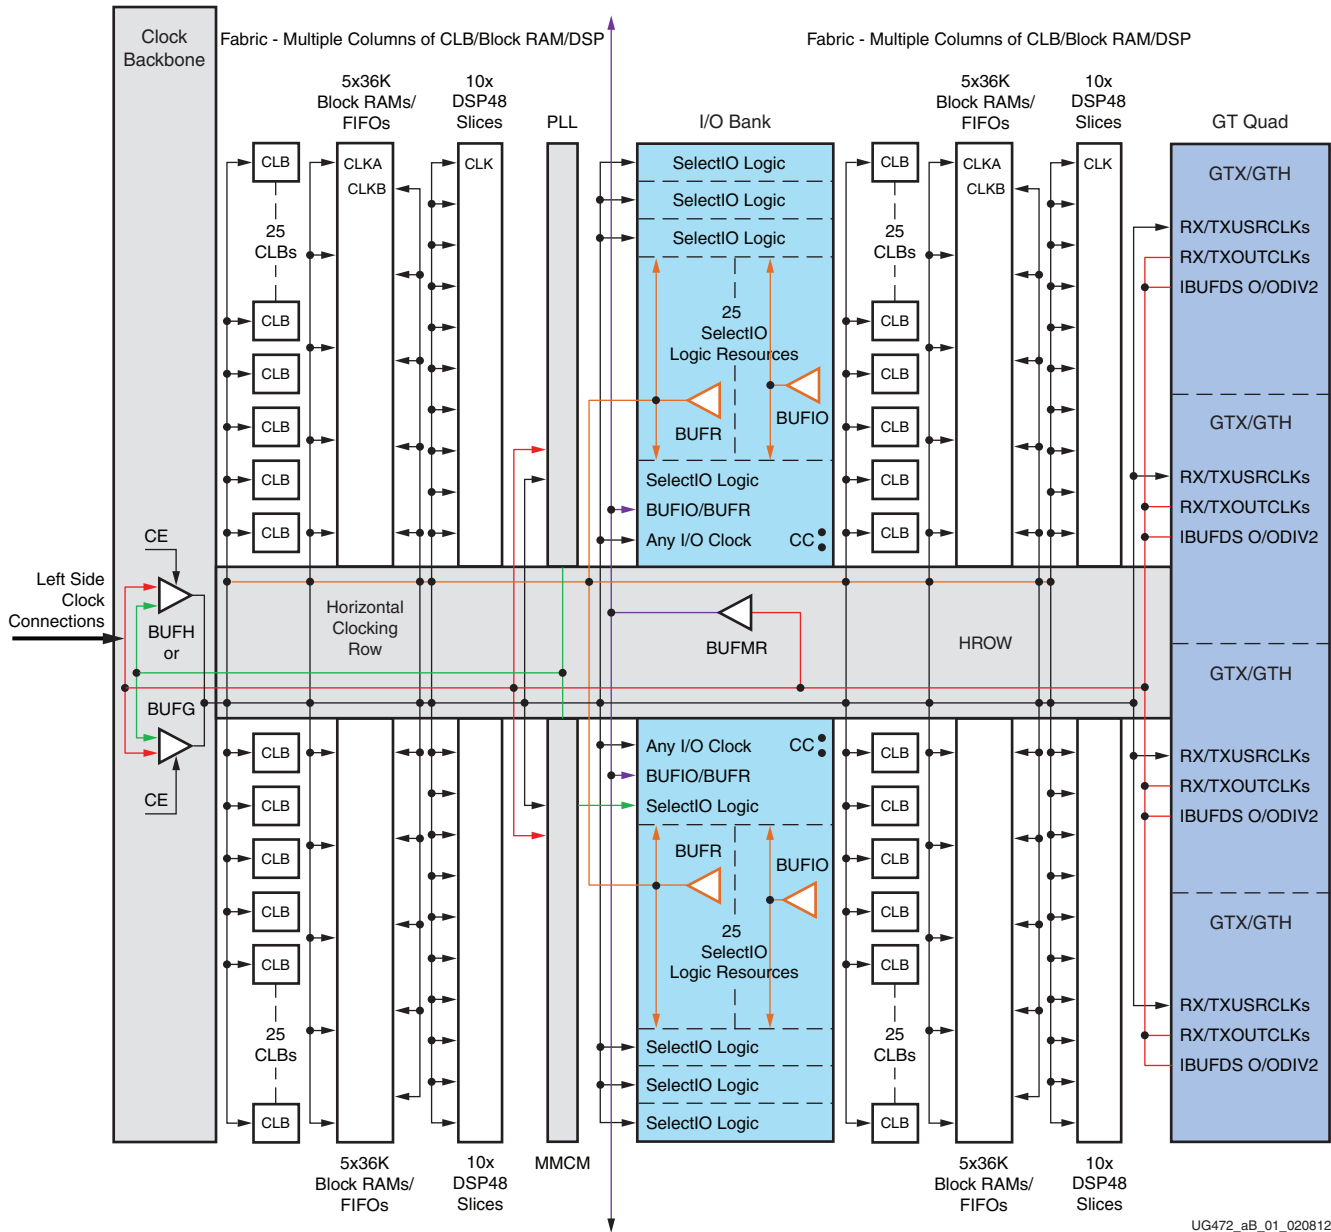 Clock
Backbone
Fabric - Multiple Columns of CLB/Block RAM/DSP
Fabric - Multiple Columns of CLB/Block RAM/DSP
5x36K
Block RAMs/
FIFOs
10x
DSP48
Slices
PLL
I/O Bank
5x36K
Block RAMs/
FIFOs
10x
DSP48
Slices
GT Quad
CLB
25
CLBs
CLB
CLB
CLB
CLB
CLB
CLKA
CLKB
CLK
SelectIO Logic
SelectIO Logic
SelectIO Logic
25
SelectIO
Logic Resources
BUFR
BUFIO
SelectIO Logic
BUFIO/BUFR
Any I/O Clock
CC
CLB
25
CLBs
CLB
CLB
CLB
CLB
CLB
CLKA
CLKB
CLK
GTX/GTH
RX/TXUSRCLKs
RX/TXOUTCLKs
IBUFDS O/ODIV2
GTX/GTH
RX/TXUSRCLKs
RX/TXOUTCLKs
IBUFDS O/ODIV2
CE
Left Side
Clock
Connections
BUFH
or
BUFG
CE
Horizontal
Clocking
Row
BUFMR
HROW
GTX/GTH
RX/TXUSRCLKs
RX/TXOUTCLKs
IBUFDS O/ODIV2
GTX/GTH
RX/TXUSRCLKs
RX/TXOUTCLKs
IBUFDS O/ODIV2
CLB
CLB
CLB
CLB
CLB
25
CLBs
CLB
Any I/O Clock
CC
BUFIO/BUFR
SelectIO Logic
BUFR
BUFIO
25
SelectIO
Logic Resources
SelectIO Logic
SelectIO Logic
SelectIO Logic
CLB
CLB
CLB
CLB
CLB
25
CLBs
CLB
5x36K
Block RAMs/
FIFOs
10x
DSP48
Slices
MMCM
5x36K
Block RAMs/
FIFOs
10x
DSP48
Slices
UG472_aB_01_020812